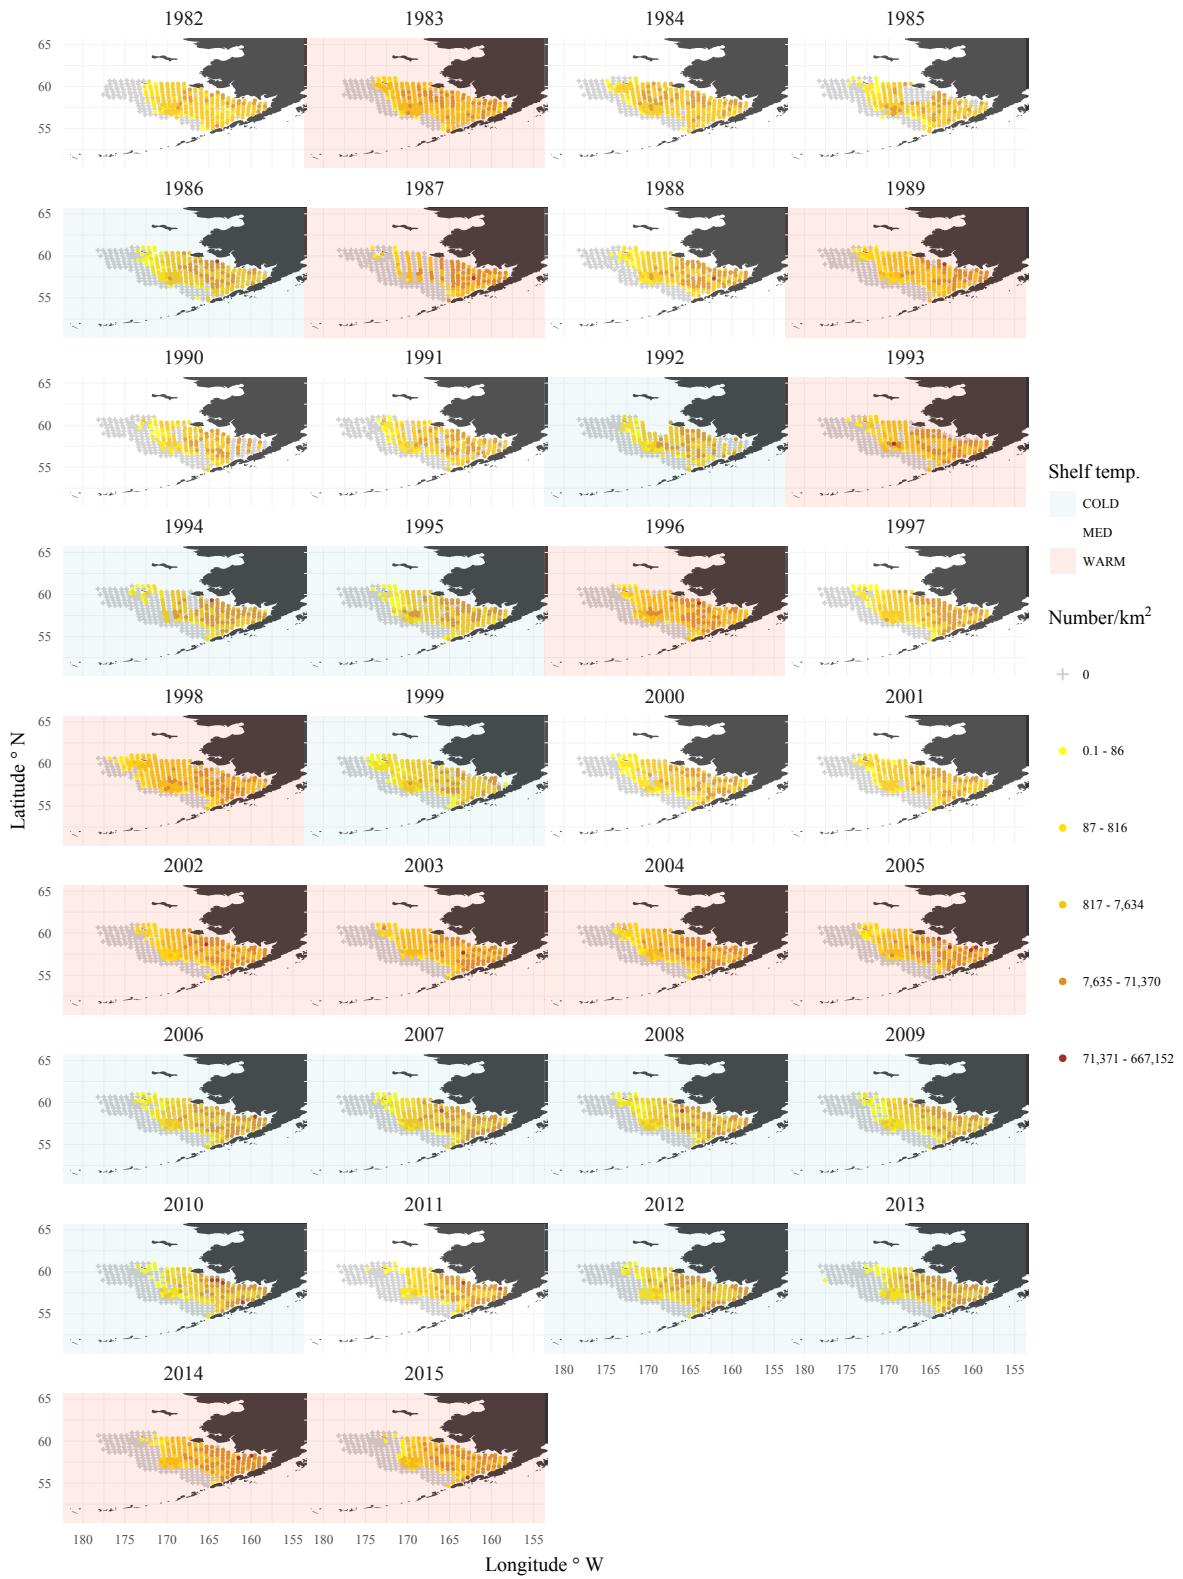 1982 1983 1984 1985
65
60
55
1986 1987 1988 1989
65
60
55
1990 1991 1992 1993
65
60
55
Shelf temp.
COLD
MED
WARM
1994 1995 1996 1997
65
60
55
Number/km²
0
0.1 - 86
87 - 816
817 - 7,634
7,635 - 71,370
71,371 - 667,152
1998 1999 2000 2001
65
60
55
Latitude ° N
2002 2003 2004 2005
65
60
55
2006 2007 2008 2009
65
60
55
2010 2011 2012 2013
65
60
55
180 175 170 165 160 155 180 175 170 165 160 155
2014 2015
65
60
55
180 175 170 165 160 155 180 175 170 165 160 155
Longitude ° W